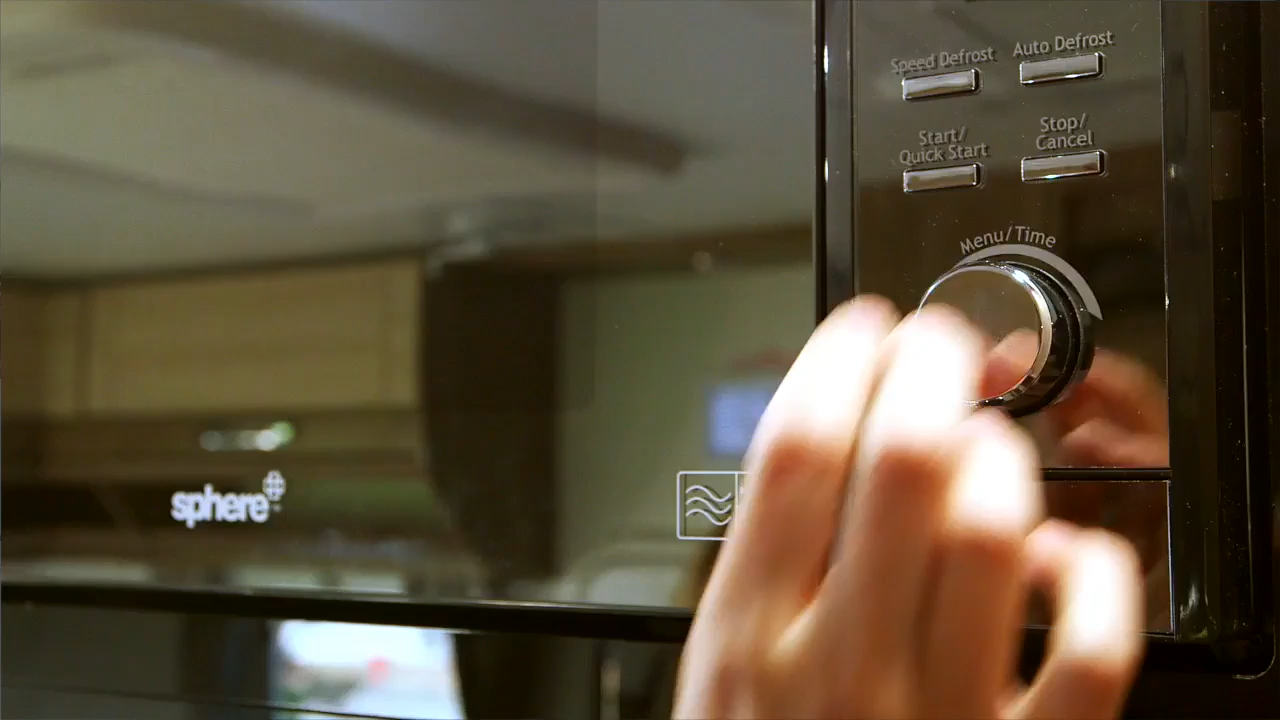 Speed Defrost
Auto Defrost
Start/
Quick Start
Stop/
Cancel
Menu/Time
sphere